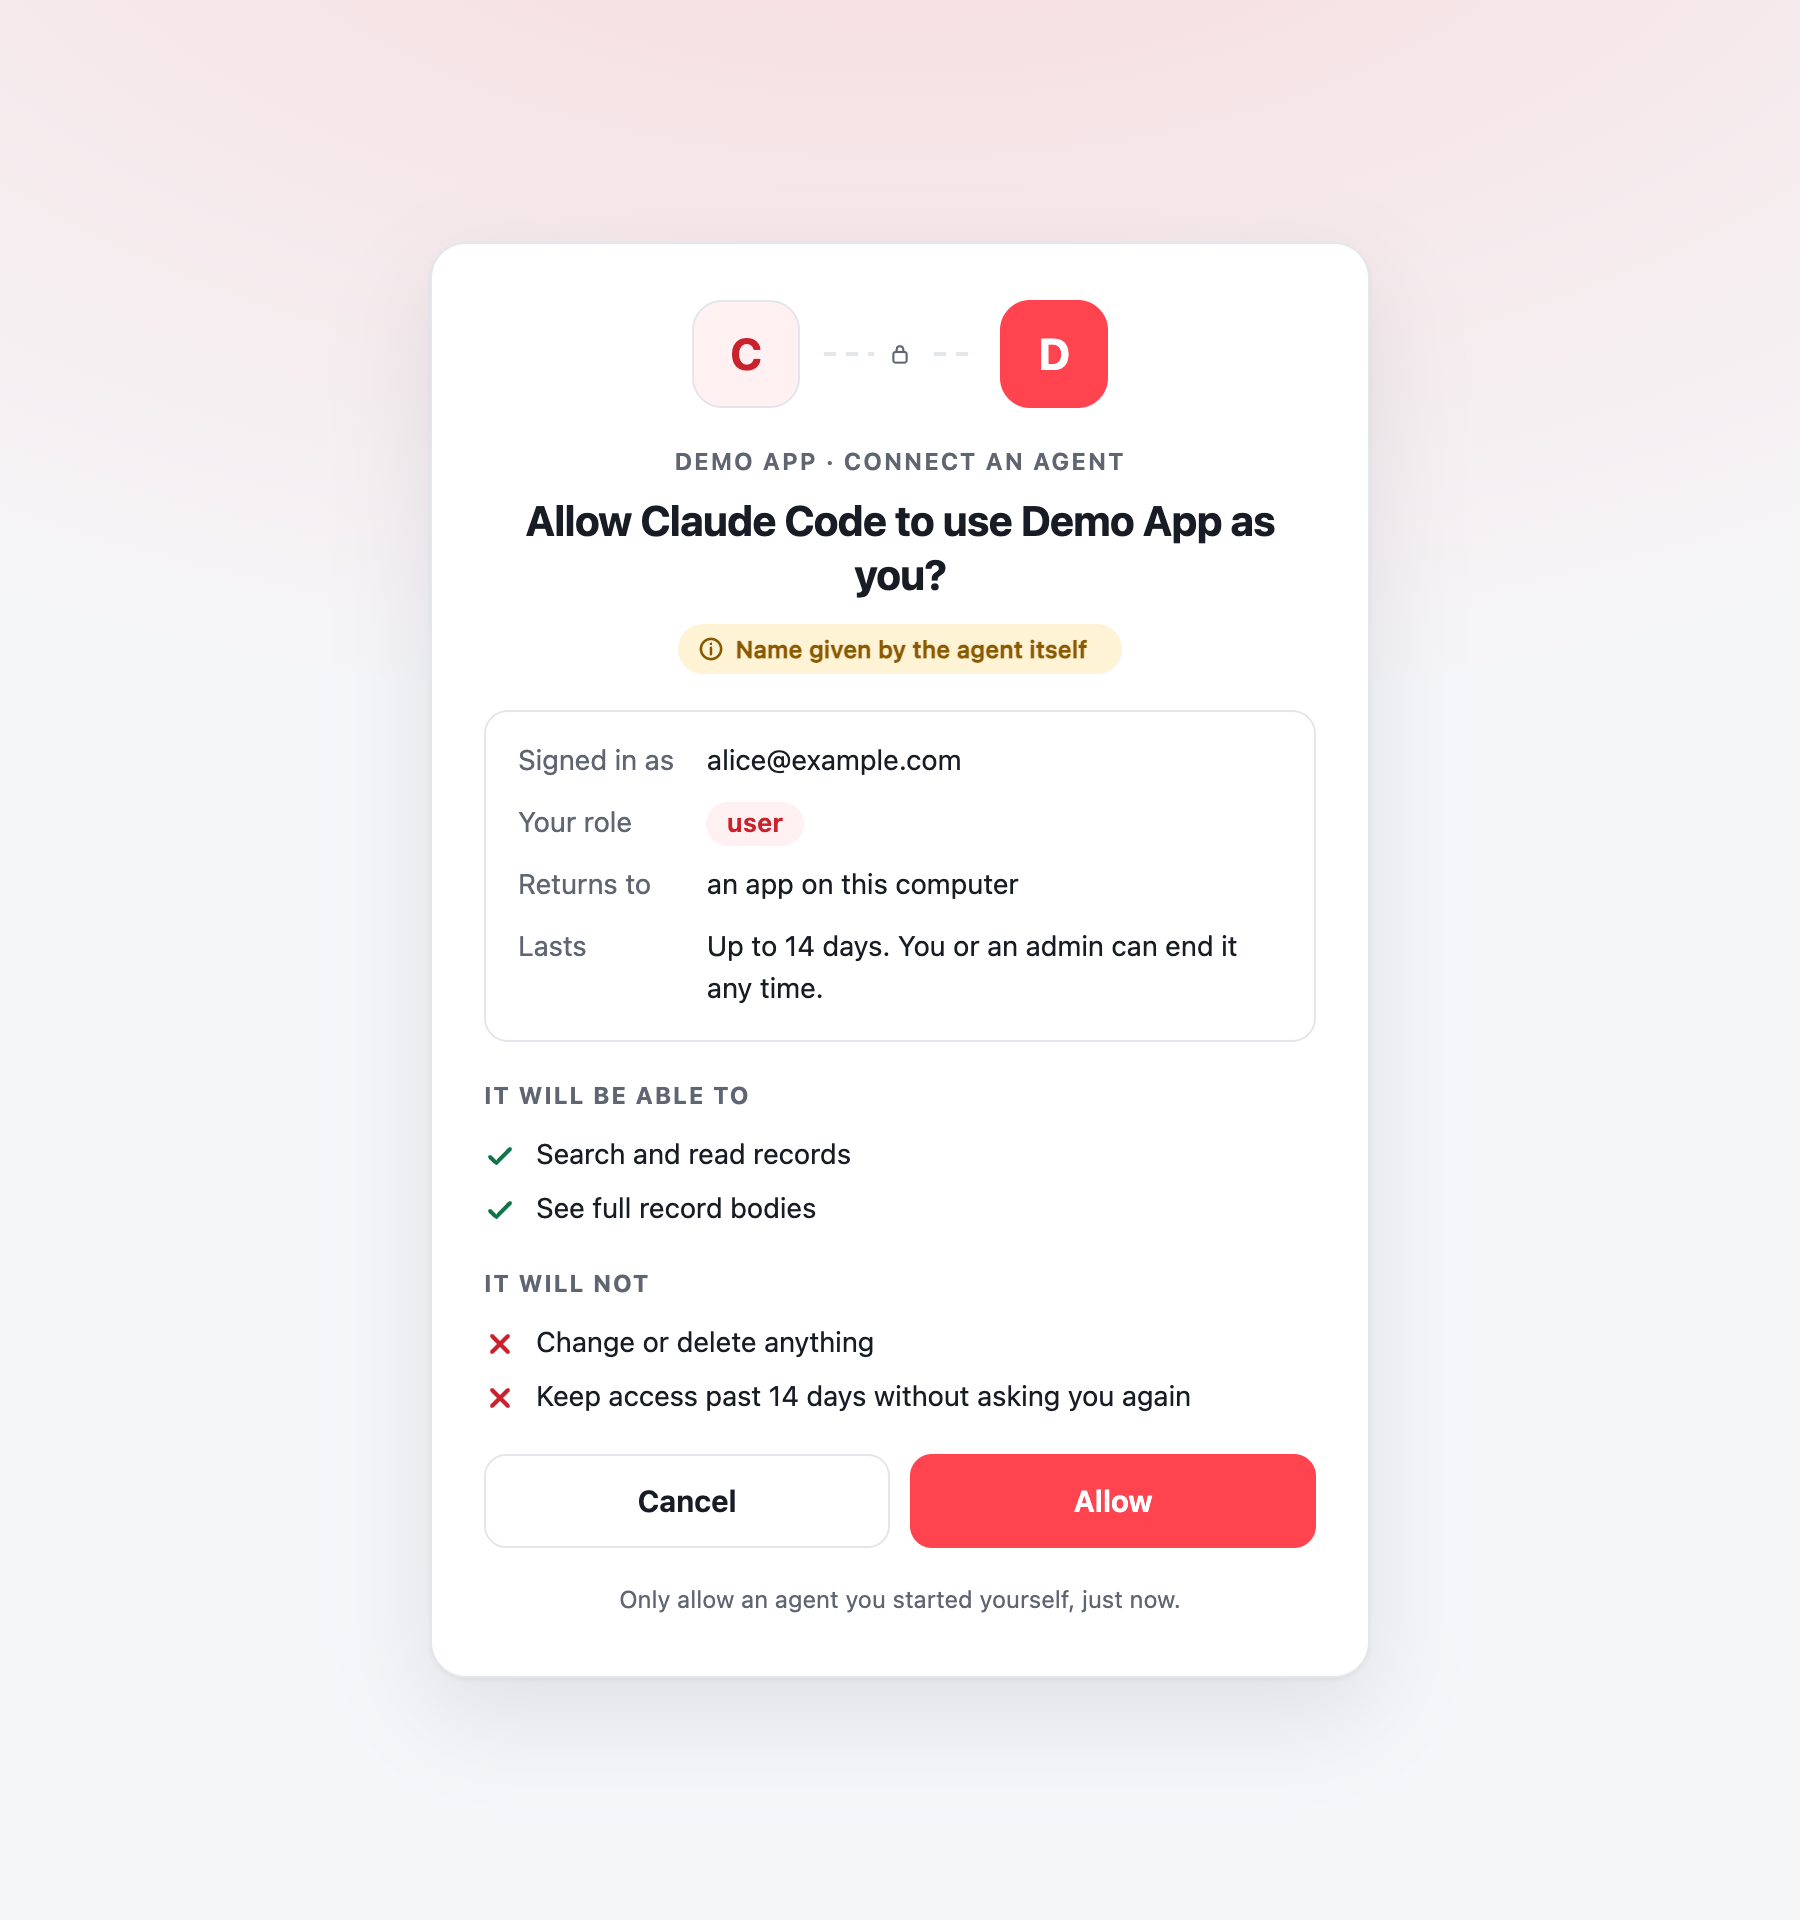 C
D
DEMO APP · CONNECT AN AGENT
Allow Claude Code to use Demo App as
you?
Name given by the agent itself
Signed in as alice@example.com
Your role user
Returns to an app on this computer
Lasts Up to 14 days. You or an admin can end it
any time.
IT WILL BE ABLE TO
Search and read records
See full record bodies
IT WILL NOT
Change or delete anything
Keep access past 14 days without asking you again
Cancel
Allow
Only allow an agent you started yourself, just now.